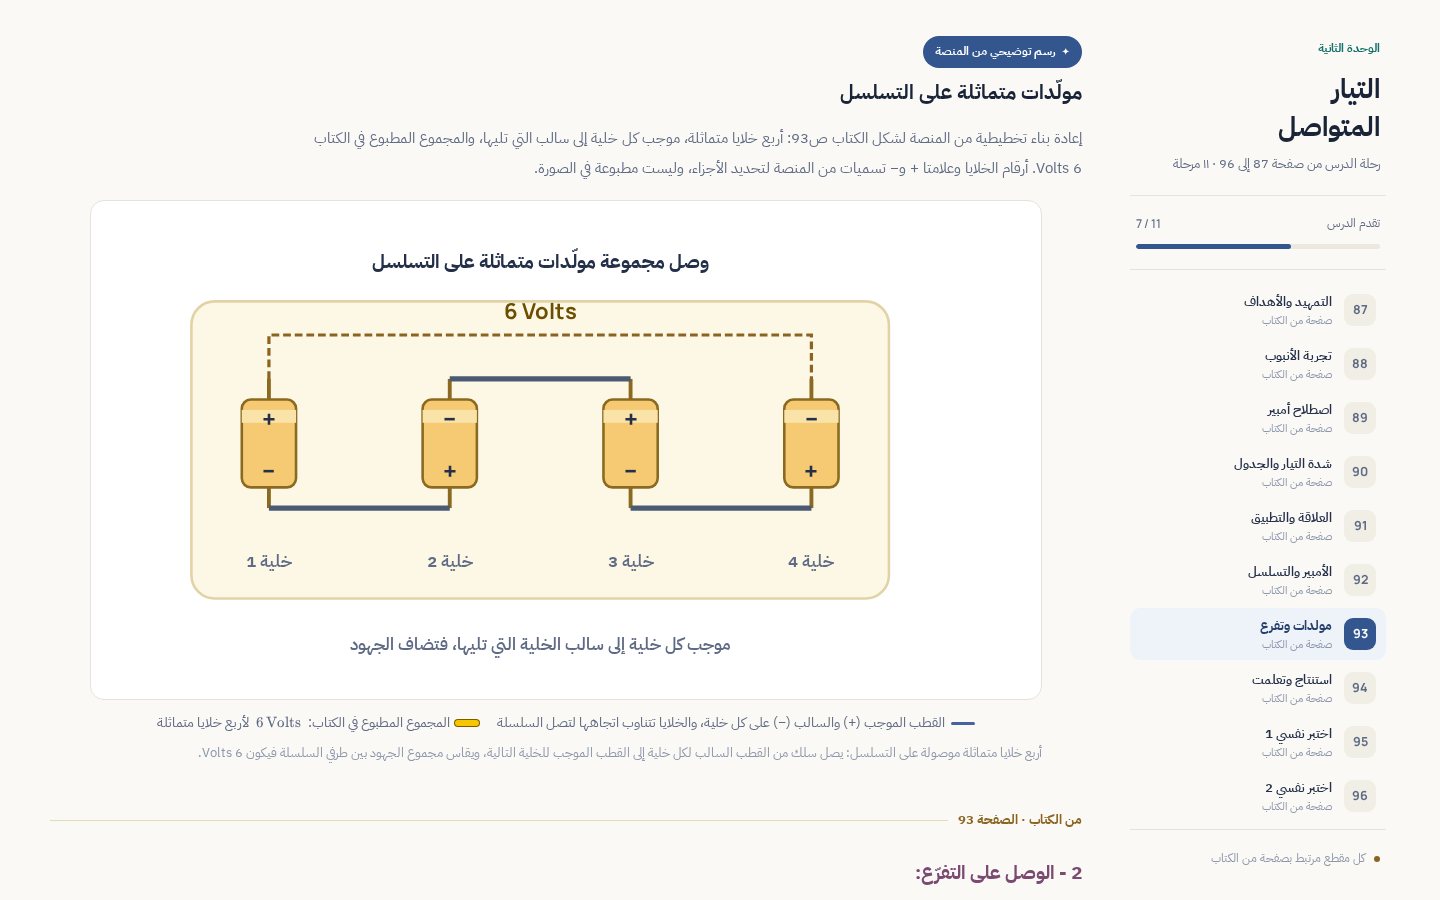 الوحدة الثانية
التيار
المتواصل
رحلة الدرس من صفحة 87 إلى 96 · ١١ مرحلة
تقدم الدرس
7 / 11
87
التمهيد والأهداف
صفحة من الكتاب
88
تجربة الأنبوب
صفحة من الكتاب
89
اصطلاح أمبير
صفحة من الكتاب
90
شدة التيار والجدول
صفحة من الكتاب
91
العلاقة والتطبيق
صفحة من الكتاب
92
الأمبير والتسلسل
صفحة من الكتاب
93
مولدات وتفرع
صفحة من الكتاب
94
استنتاج وتعلمت
صفحة من الكتاب
95
اختبر نفسي 1
صفحة من الكتاب
96
اختبر نفسي 2
صفحة من الكتاب
كل مقطع مرتبط بصفحة من الكتاب
✦ رسم توضيحي من المنصة
مولّدات متماثلة على التسلسل
إعادة بناء تخطيطية من المنصة لشكل الكتاب ص93: أربع خلايا متماثلة، موجب كل خلية إلى سالب التي تليها، والمجموع المطبوع في الكتاب
6 Volts. أرقام الخلايا وعلامتا + و− تسميات من المنصة لتحديد الأجزاء، وليست مطبوعة في الصورة.
وصل مجموعة مولّدات متماثلة على التسلسل
6 Volts
+ − + −
− + − +
خلية 1 خلية 2 خلية 3 خلية 4
موجب كل خلية إلى سالب الخلية التي تليها، فتضاف الجهود
القطب الموجب (+) والسالب (−) على كل خلية، والخلايا تتناوب اتجاهها لتصل السلسلة
المجموع المطبوع في الكتاب: 6 Volts لأربع خلايا متماثلة
أربع خلايا متماثلة موصولة على التسلسل: يصل سلك من القطب السالب لكل خلية إلى القطب الموجب للخلية التالية، ويقاس مجموع الجهود بين طرفي السلسلة فيكون 6 Volts.
من الكتاب · الصفحة 93
2 - الوصل على التفرّع: